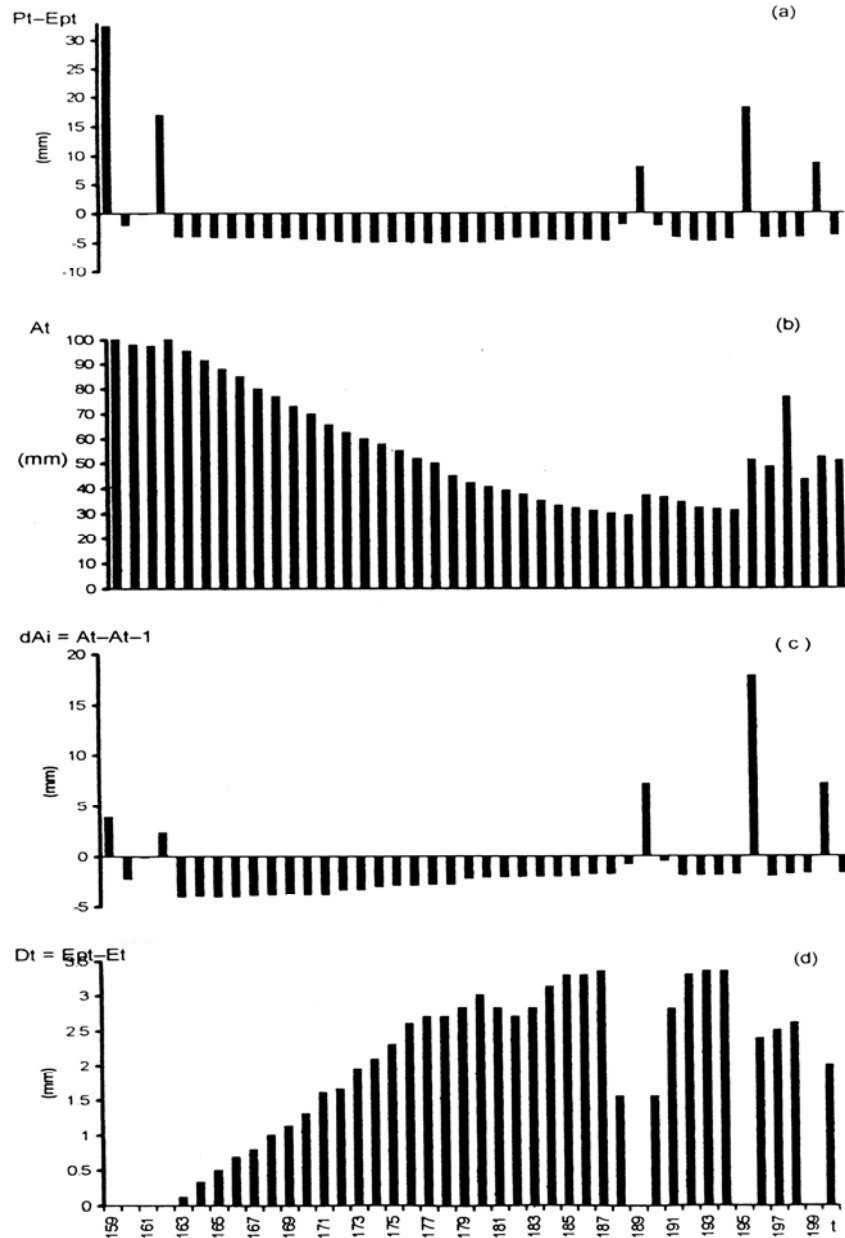 Pt–Ept
(a)
30
25
20
15
10
5
0
-5
-10
(mm)
At
(b)
100
90
80
70
60
50
40
30
20
10
0
(mm)
dAi = At–At–1
( c )
20
15
10
5
0
-5
(mm)
Dt = Ept–Et
(d)
3.5
3
2.5
2
1.5
1
0.5
0
(mm)
159 161 163 165 167 169 171 173 175 177 179 181 183 185 187 189 191 193 195 197 199 t